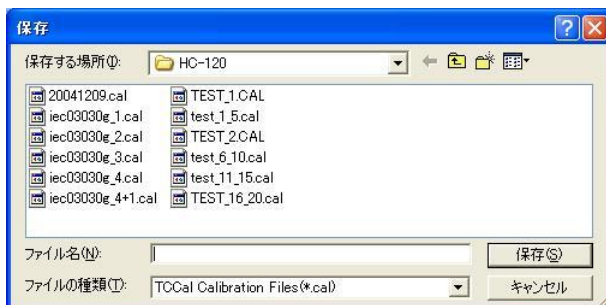 保存
保存する場所(I):
HC-120
20041209.cal
iec03030g_1.cal
iec03030g_2.cal
iec03030g_3.cal
iec03030g_4.cal
iec03030g_4+1.cal
TEST_1.CAL
test_1_5.cal
TEST_2.CAL
test_6_10.cal
test_11_15.cal
TEST_16_20.cal
ファイル名(N):
保存(S)
ファイルの種類(T):
TCCal Calibration Files(*.cal)
キャンセル